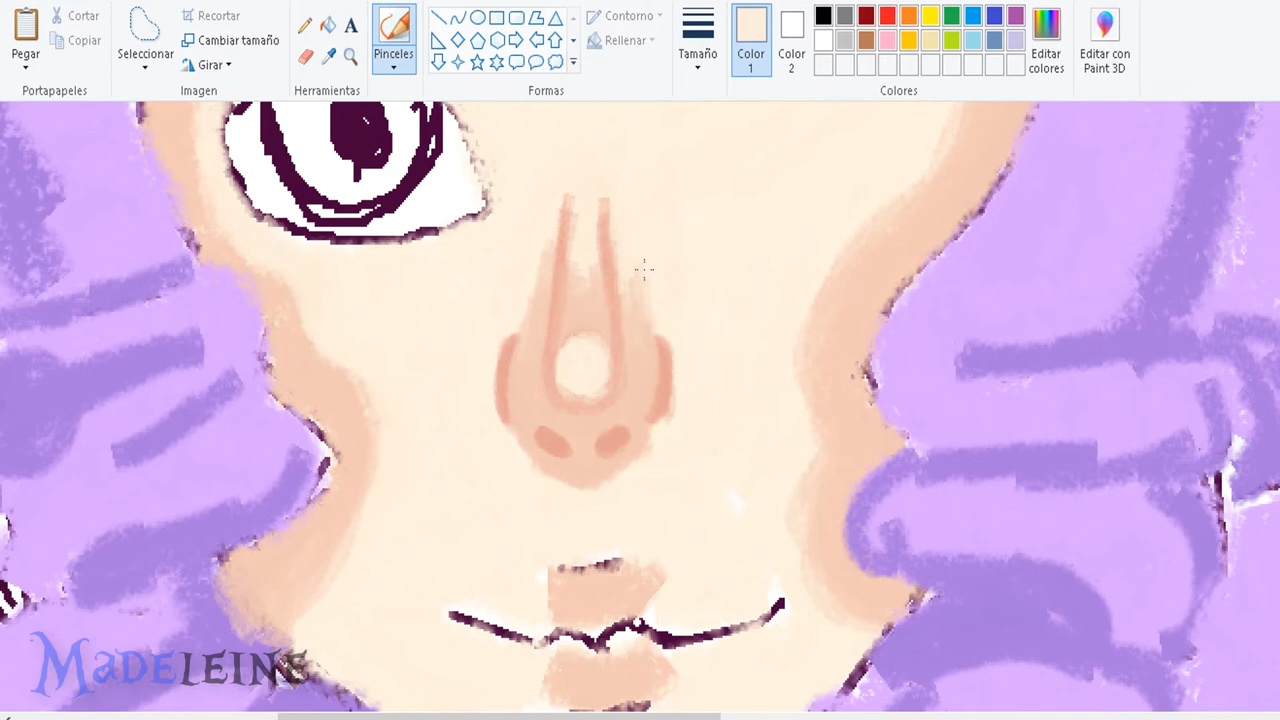 Pegar
Cortar
Copiar
Portapapeles
Seleccionar
Recortar
Cambiar tamaño
Girar
Imagen
A
Herramientas
Pinceles
Contorno
Rellenar
Formas
Tamaño
Color
1
Color
2
Editar
colores
Colores
Editar con
Paint 3D
MADELEINE